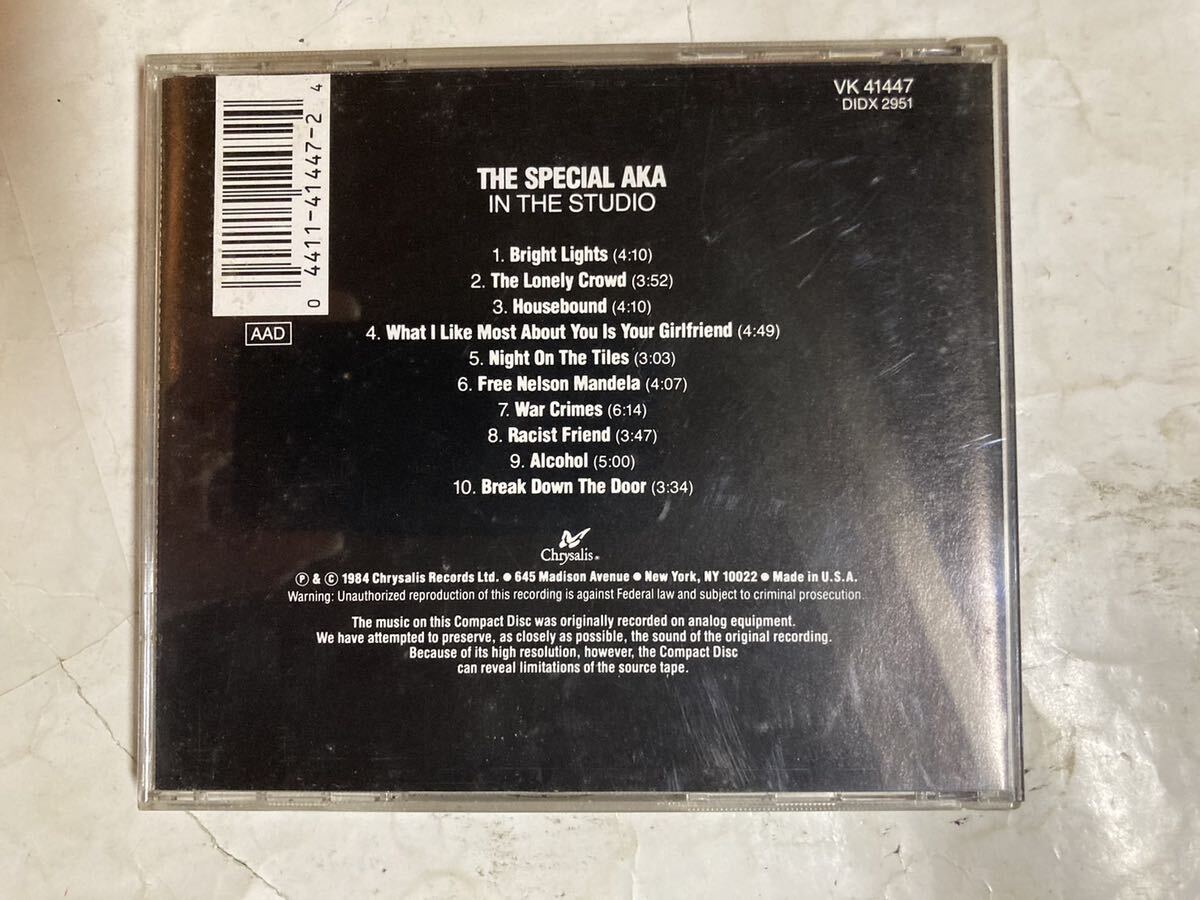 0 4411-41447-2 4
VK 41447
DIDX 2951
THE SPECIAL AKA
IN THE STUDIO
1. Bright Lights (4:10)
2. The Lonely Crowd (3:52)
3. Housebound (4:10)
AAD
4. What I Like Most About You Is Your Girlfriend (4:49)
5. Night On The Tiles (3:03)
6. Free Nelson Mandela (4:07)
7. War Crimes (6:14)
8. Racist Friend (3:47)
9. Alcohol (5:00)
10. Break Down The Door (3:34)
Chrysalis®
℗ & © 1984 Chrysalis Records Ltd. ● 645 Madison Avenue ● New York, NY 10022 ● Made in U.S.A.
Warning: Unauthorized reproduction of this recording is against Federal law and subject to criminal prosecution.
The music on this Compact Disc was originally recorded on analog equipment.
We have attempted to preserve, as closely as possible, the sound of the original recording.
Because of its high resolution, however, the Compact Disc
can reveal limitations of the source tape.